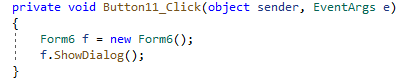 private void Button11_Click(object sender, EventArgs e)
{
Form6 f = new Form6();
f.ShowDialog();
}